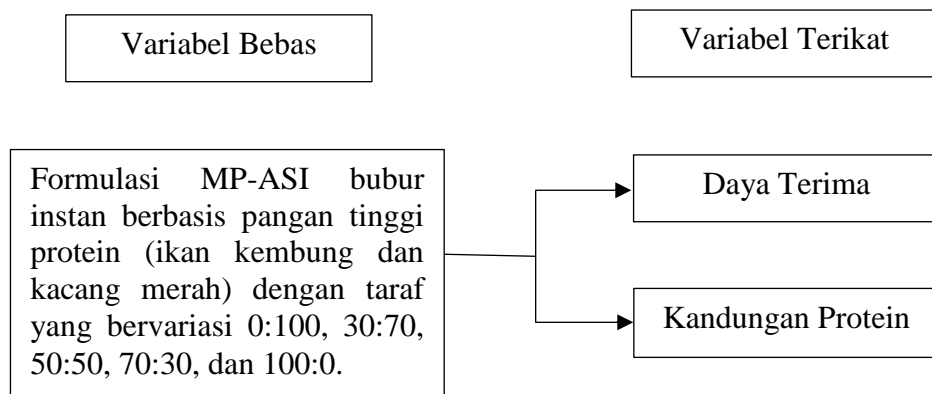 Variabel Bebas
Variabel Terikat
Formulasi MP-ASI bubur
instan berbasis pangan tinggi
protein (ikan kembung dan
kacang merah) dengan taraf
yang bervariasi 0:100, 30:70,
50:50, 70:30, dan 100:0.
Daya Terima
Kandungan Protein